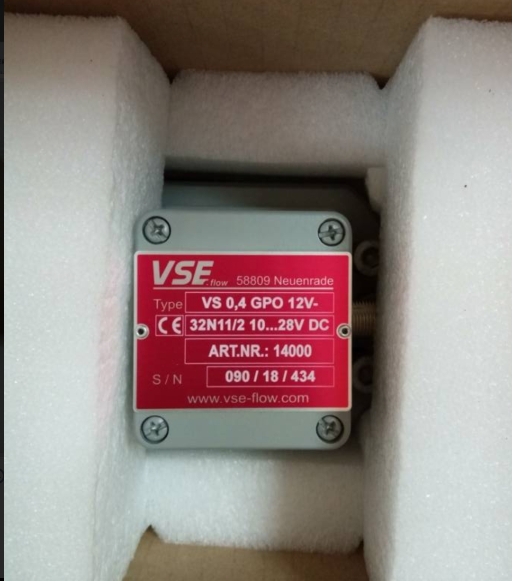 VSE.flow 58809 Neuenrade
Type VS 0,4 GPO 12V-
CE 32N11/2 10...28V DC
ART.NR.: 14000
S / N 090 / 18 / 434
www.vse-flow.com